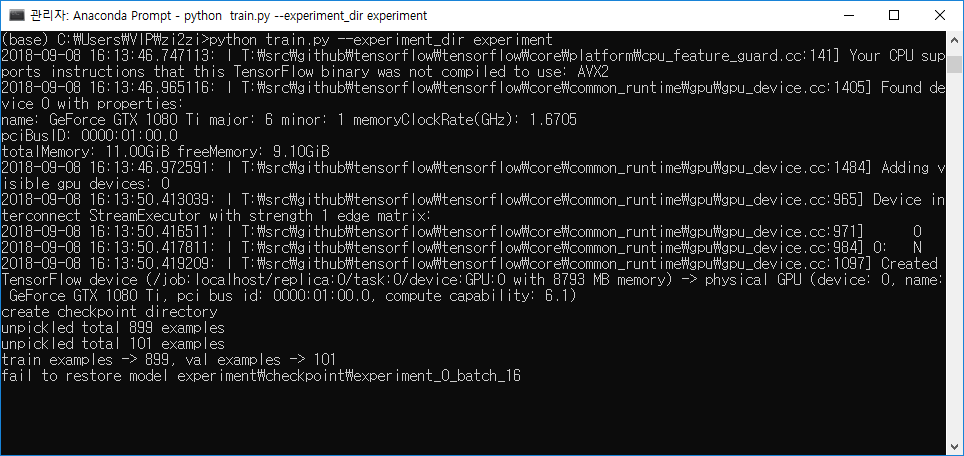 관리자: Anaconda Prompt - python  train.py --experiment_dir experiment
(base) C:₩Users₩VIP₩zi2zi>python train.py --experiment_dir experiment
2018-09-08 16:13:46.747113: I T:₩src₩github₩tensorflow₩tensorflow₩core₩platform₩cpu_feature_guard.cc:141] Your CPU sup
ports instructions that this TensorFlow binary was not compiled to use: AVX2
2018-09-08 16:13:46.965116: I T:₩src₩github₩tensorflow₩tensorflow₩core₩common_runtime₩gpu₩gpu_device.cc:1405] Found de
vice 0 with properties:
name: GeForce GTX 1080 Ti major: 6 minor: 1 memoryClockRate(GHz): 1.6705
pciBusID: 0000:01:00.0
totalMemory: 11.00GiB freeMemory: 9.10GiB
2018-09-08 16:13:46.972591: I T:₩src₩github₩tensorflow₩tensorflow₩core₩common_runtime₩gpu₩gpu_device.cc:1484] Adding v
isible gpu devices: 0
2018-09-08 16:13:50.413039: I T:₩src₩github₩tensorflow₩tensorflow₩core₩common_runtime₩gpu₩gpu_device.cc:965] Device in
terconnect StreamExecutor with strength 1 edge matrix:
2018-09-08 16:13:50.416511: I T:₩src₩github₩tensorflow₩tensorflow₩core₩common_runtime₩gpu₩gpu_device.cc:971]      0
2018-09-08 16:13:50.417811: I T:₩src₩github₩tensorflow₩tensorflow₩core₩common_runtime₩gpu₩gpu_device.cc:984] 0:   N
2018-09-08 16:13:50.419209: I T:₩src₩github₩tensorflow₩tensorflow₩core₩common_runtime₩gpu₩gpu_device.cc:1097] Created
TensorFlow device (/job:localhost/replica:0/task:0/device:GPU:0 with 8793 MB memory) -> physical GPU (device: 0, name:
 GeForce GTX 1080 Ti, pci bus id: 0000:01:00.0, compute capability: 6.1)
create checkpoint directory
unpickled total 899 examples
unpickled total 101 examples
train examples -> 899, val examples -> 101
fail to restore model experiment₩checkpoint₩experiment_0_batch_16